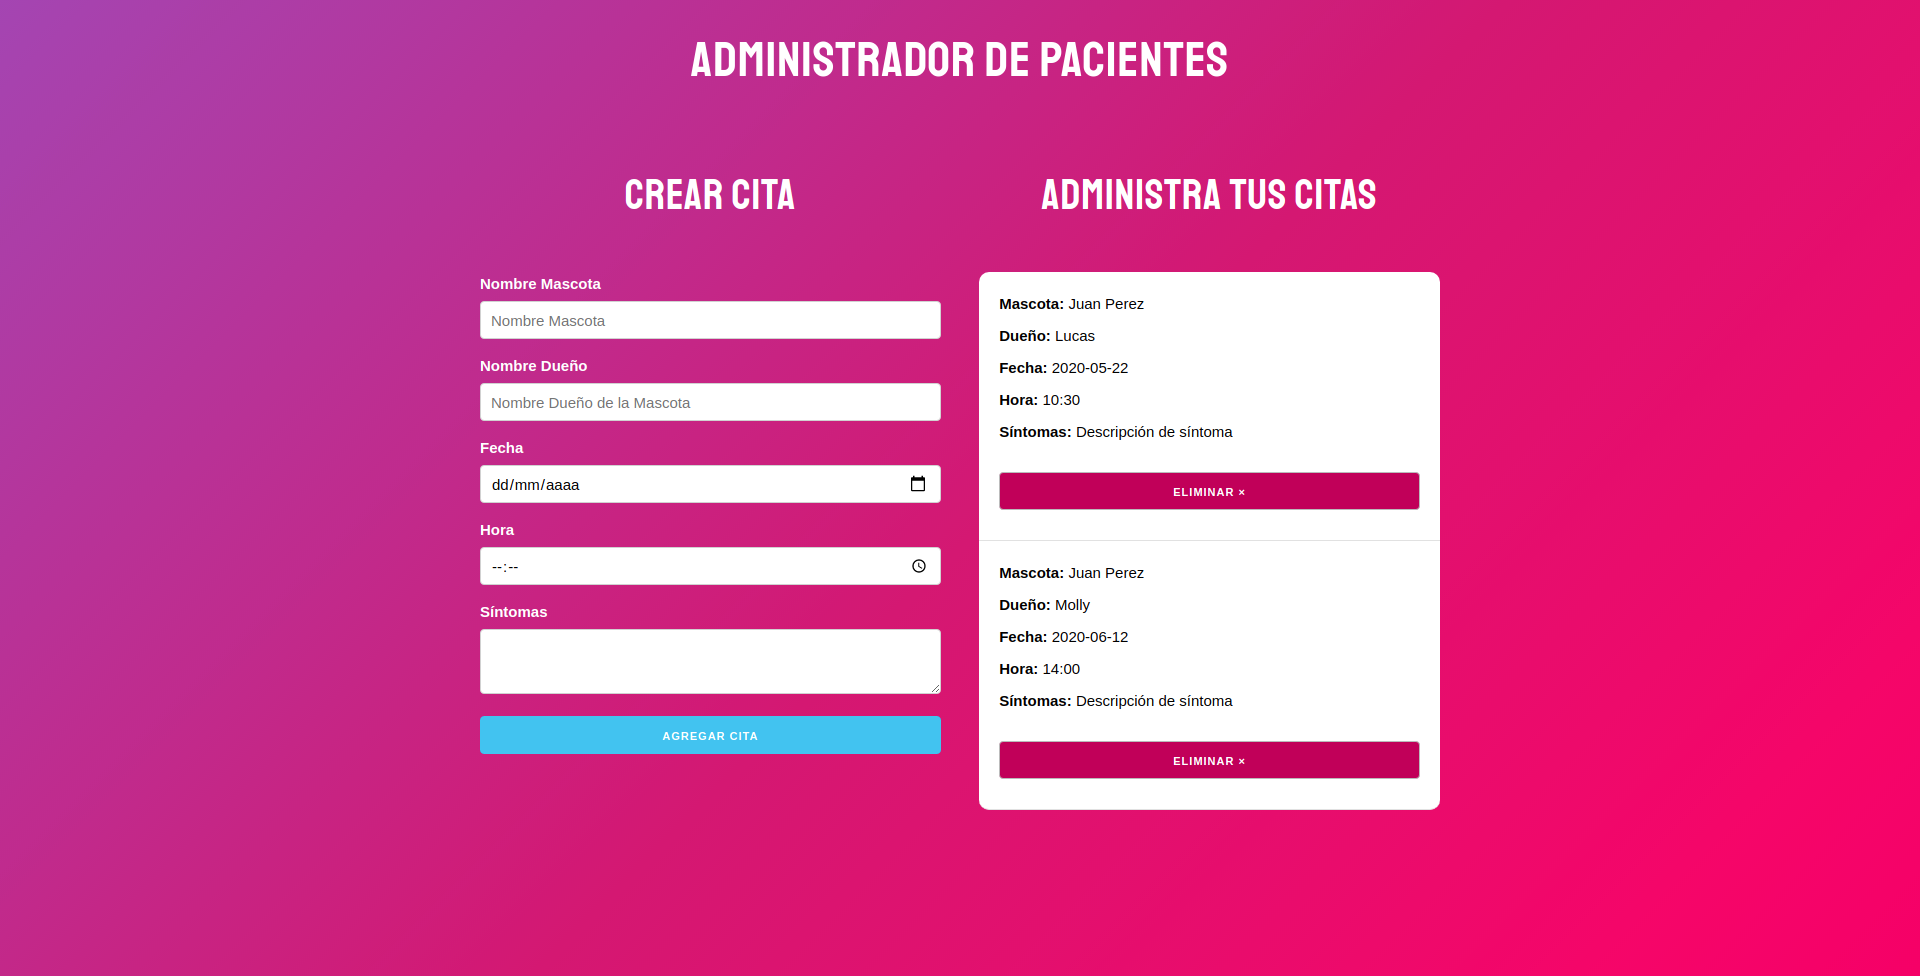 ADMINISTRADOR DE PACIENTES
CREAR CITA
Nombre Mascota
Nombre Mascota
Nombre Dueño
Nombre Dueño de la Mascota
Fecha
dd/mm/aaaa
Hora
--:--
Síntomas
AGREGAR CITA
ADMINISTRA TUS CITAS
Mascota: Juan Perez
Dueño: Lucas
Fecha: 2020-05-22
Hora: 10:30
Síntomas: Descripción de síntoma
ELIMINAR ×
Mascota: Juan Perez
Dueño: Molly
Fecha: 2020-06-12
Hora: 14:00
Síntomas: Descripción de síntoma
ELIMINAR ×